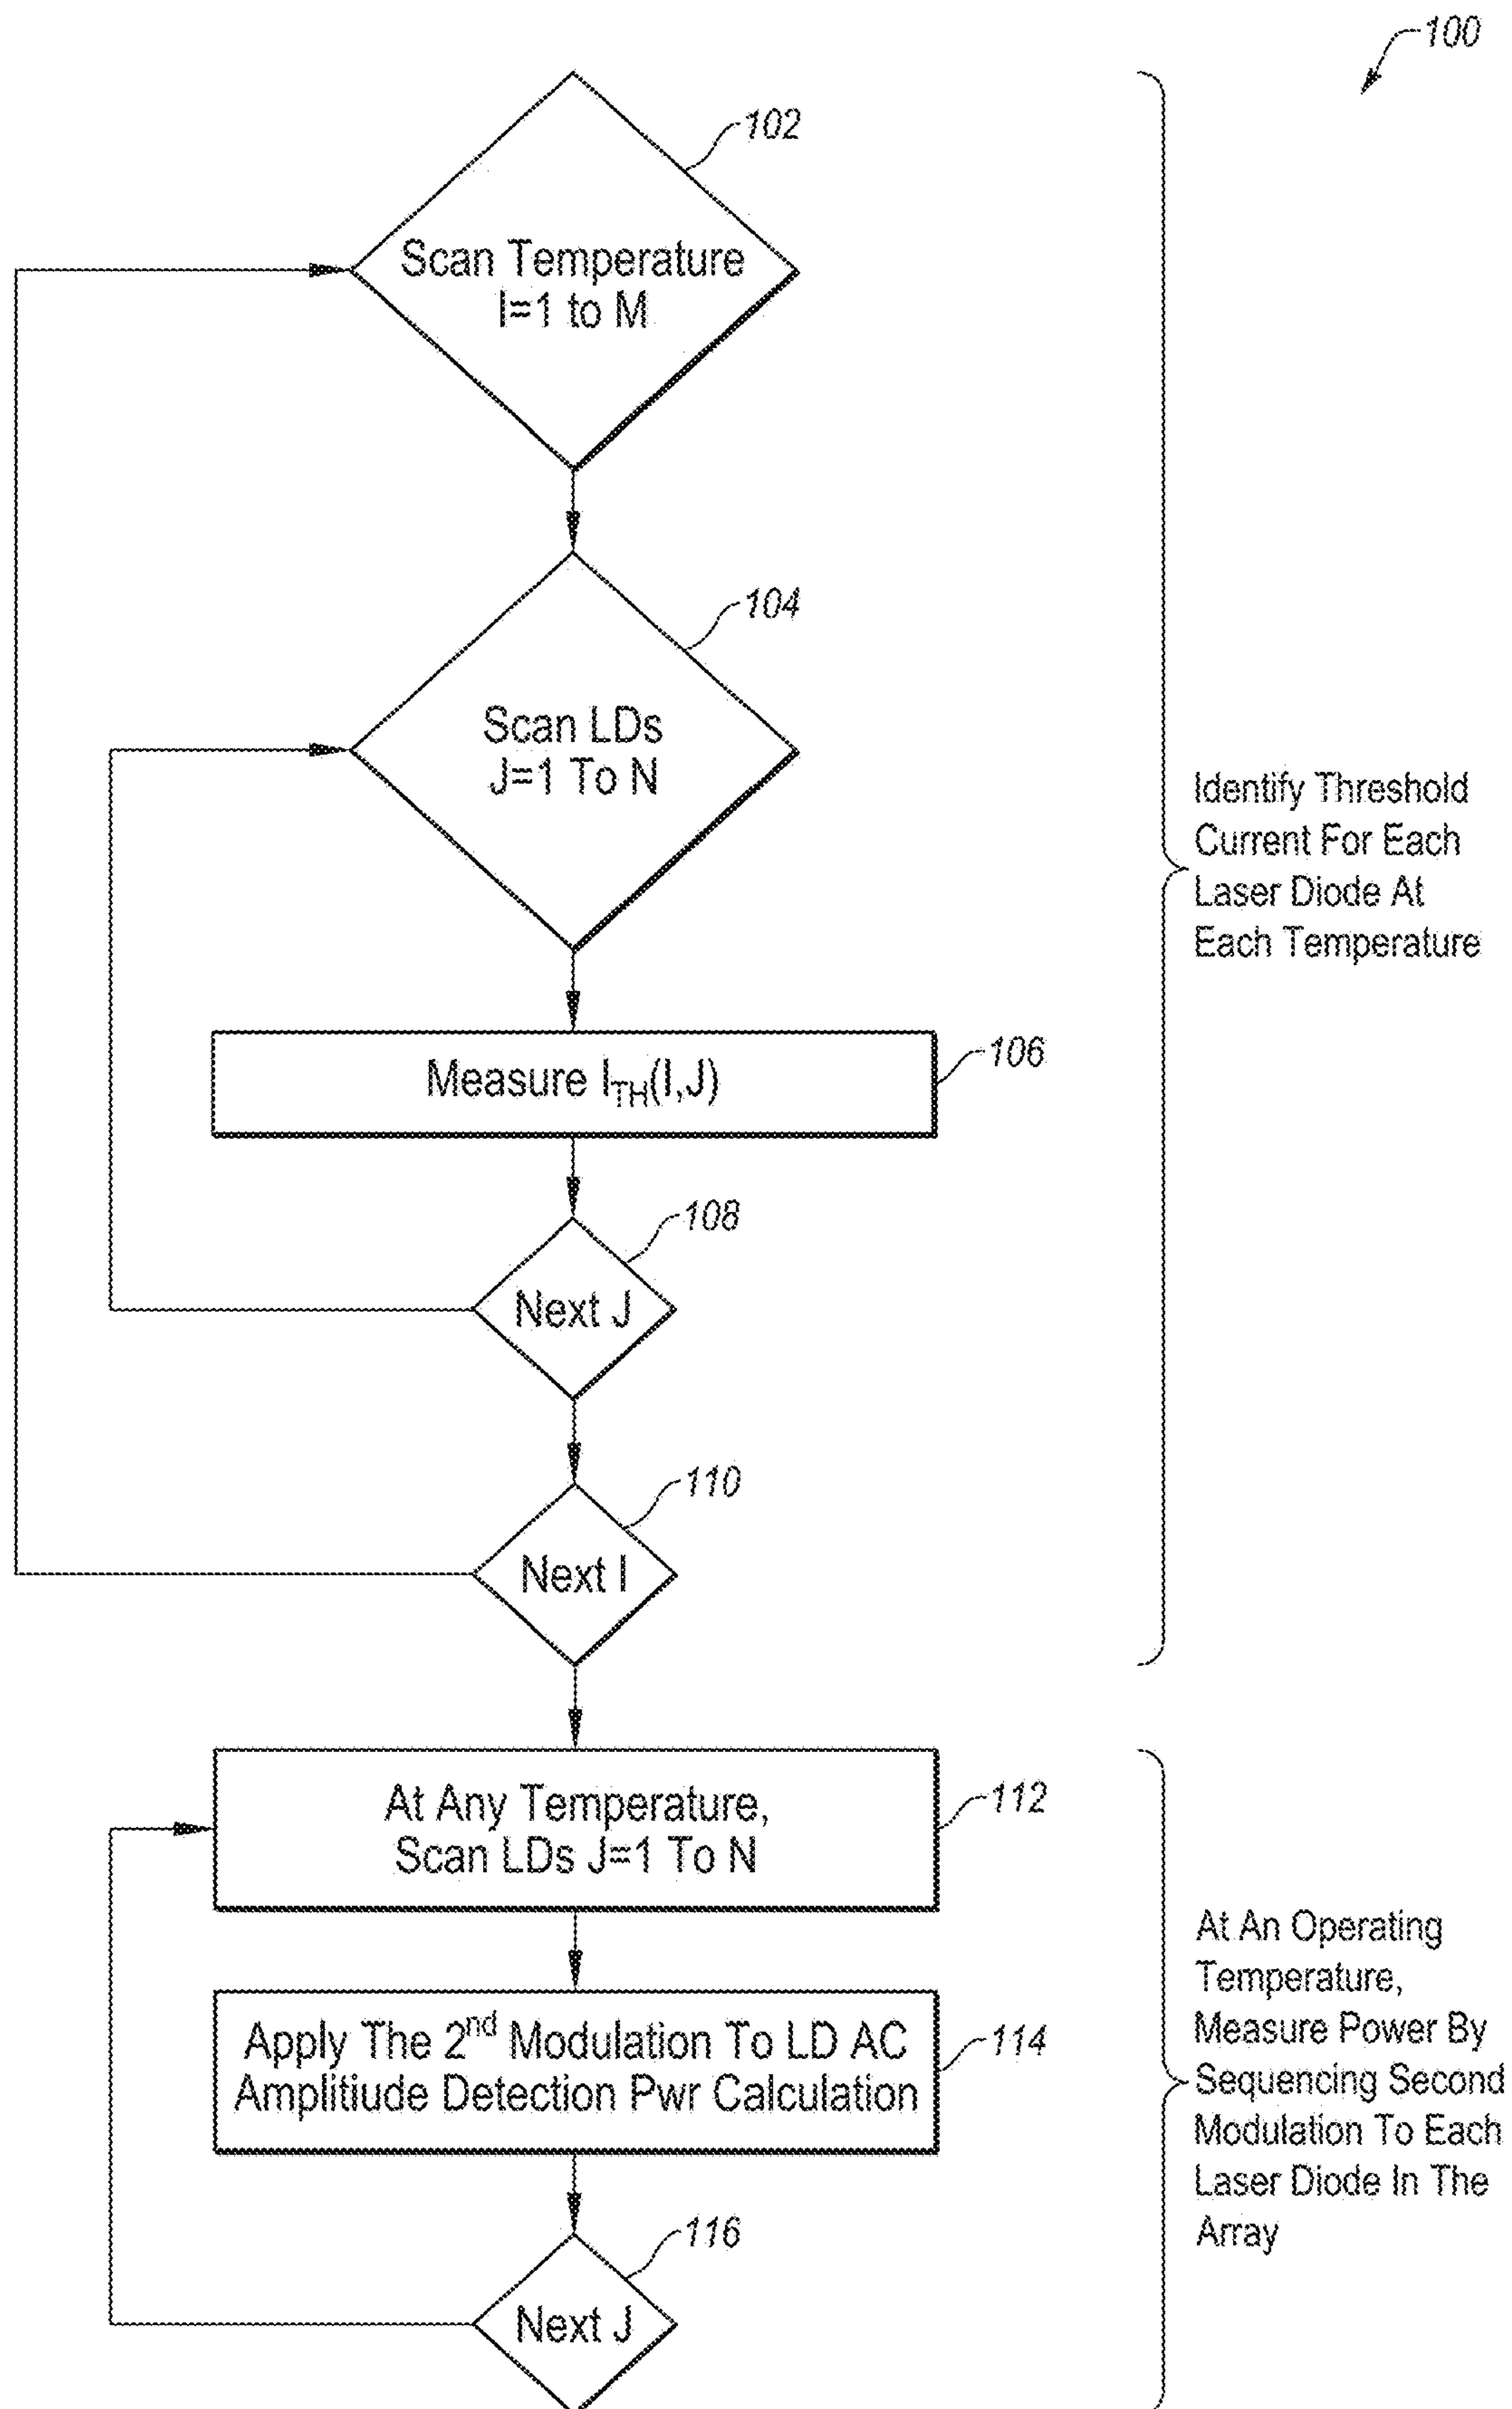 100
102
Scan Temperature
I=1 to M
104
Scan LDs
J=1 To N
Identify Threshold
Current For Each
Laser Diode At
Each Temperature
106
Measure I_TH(I,J)
108
Next J
110
Next I
112
At Any Temperature,
Scan LDs J=1 To N
114
Apply The 2nd Modulation To LD AC
Amplitiude Detection Pwr Calculation
At An Operating
Temperature,
Measure Power By
Sequencing Second
Modulation To Each
Laser Diode In The
Array
116
Next J